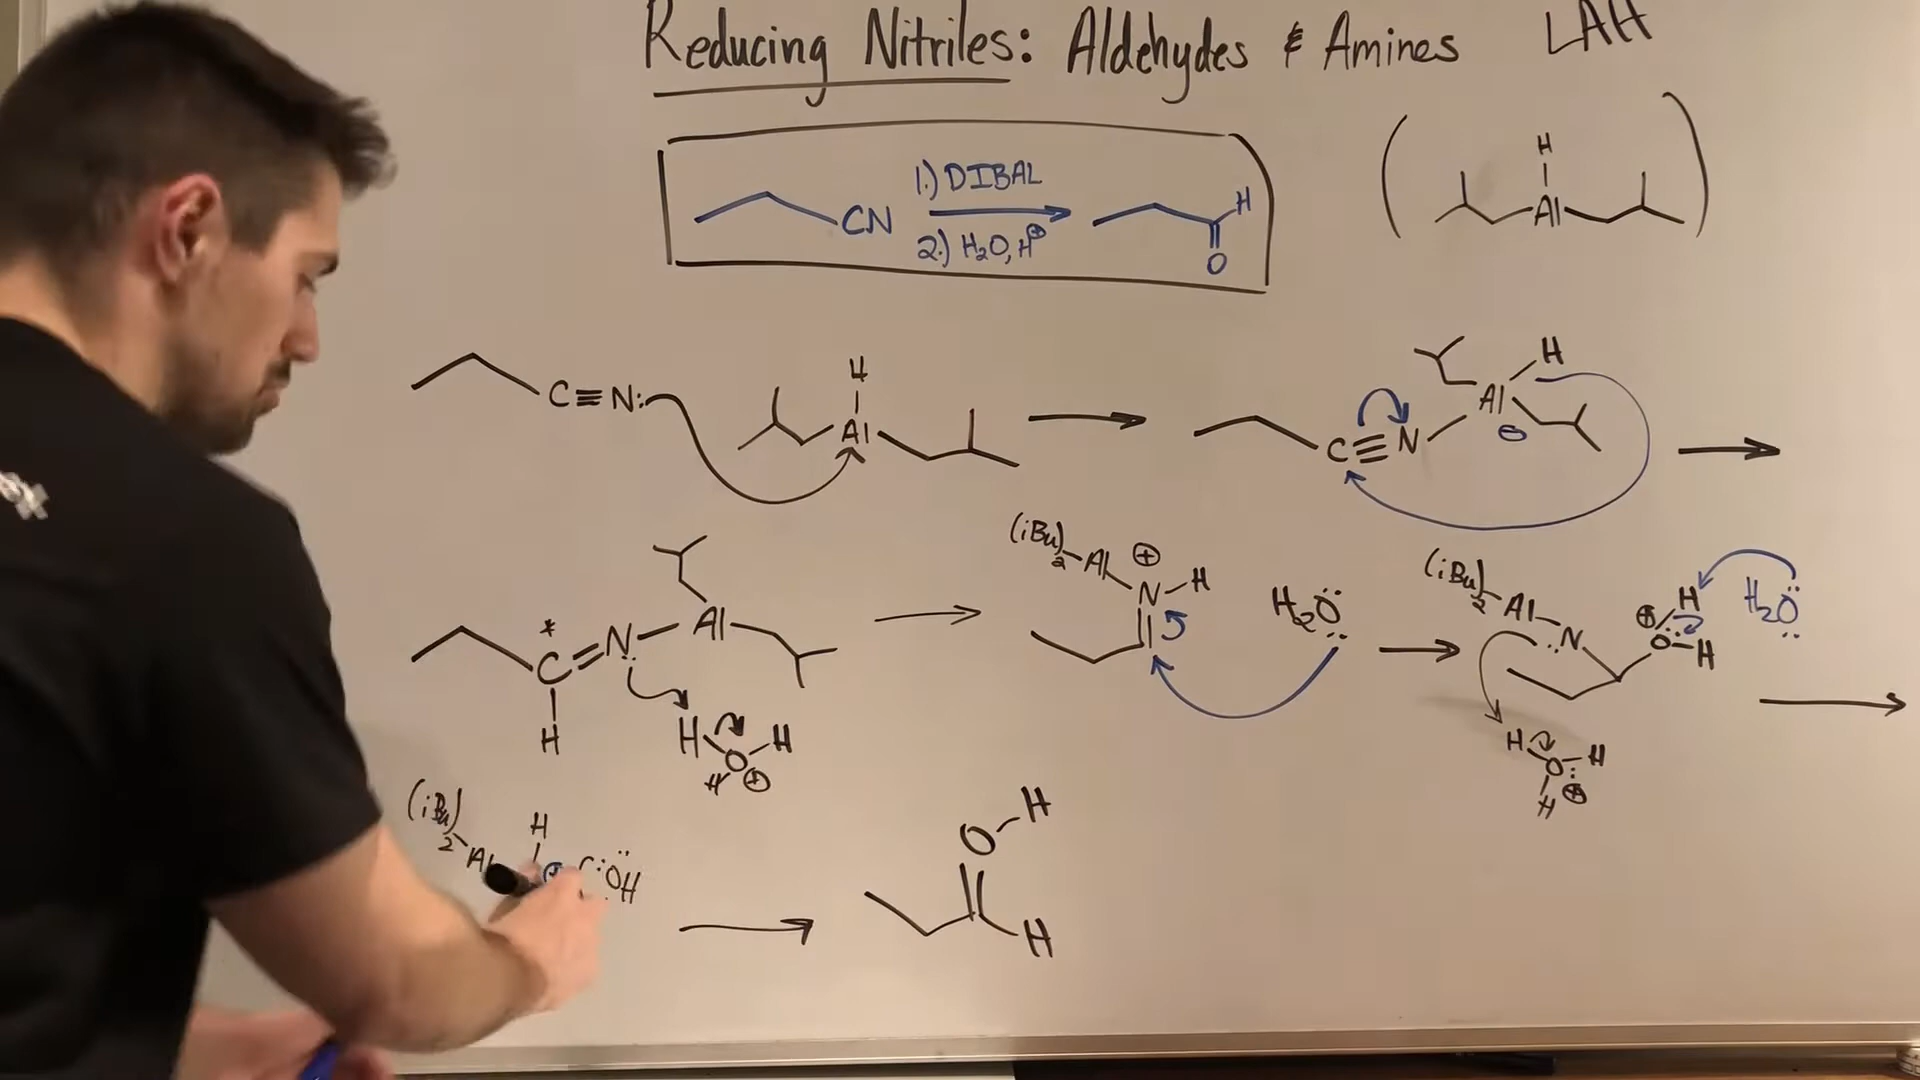 Reducing Nitriles: Aldehydes & Amines LAH
CN
1.) DIBAL
2.) H₂O, H⊕
H
O
H
Al
C≡N:
H
Al
C≡N
Al
H
⊖
*
C=N
Al
H
H
O
H
H
⊕
(iBu)₂-Al
⊕
N-H
H₂O
(iBu)₂-Al
N
⊕
H
O-H
H₂O
H
O
H
H
⊕
(iBu)₂
Al
H
⊕
:ÖH
O-H
H